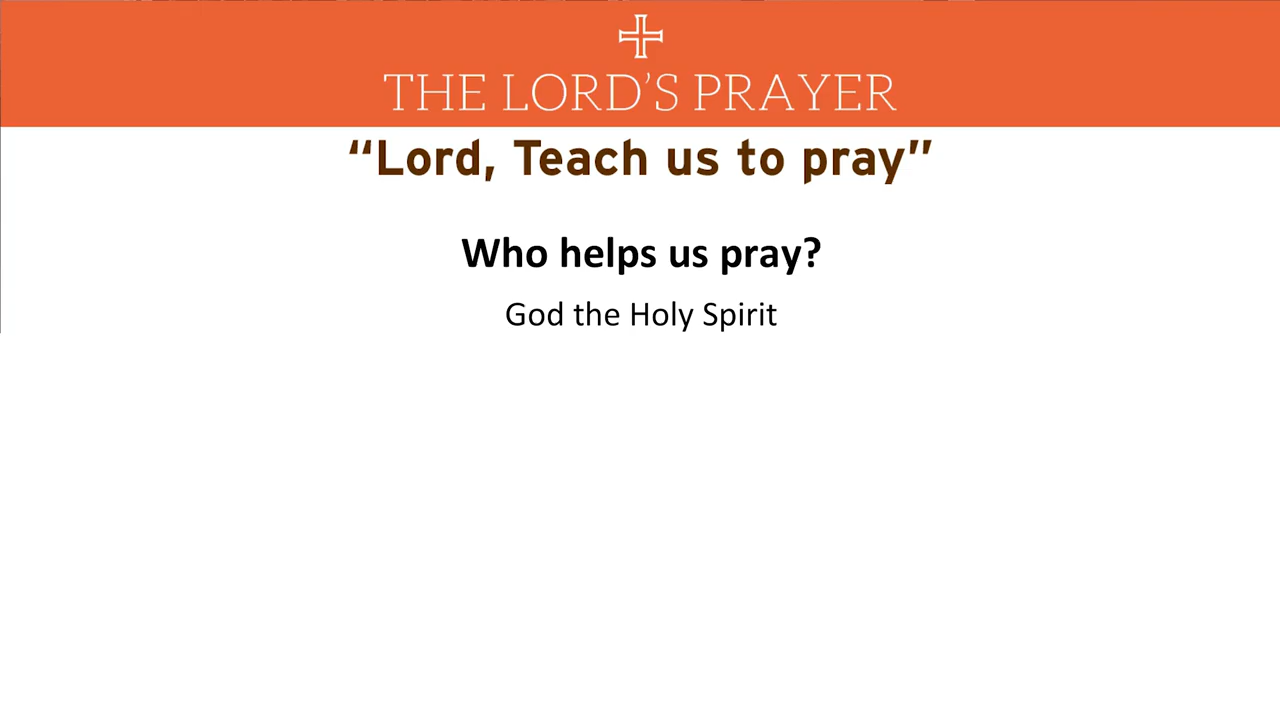 THE LORD’S PRAYER
“Lord, Teach us to pray”
Who helps us pray?
God the Holy Spirit